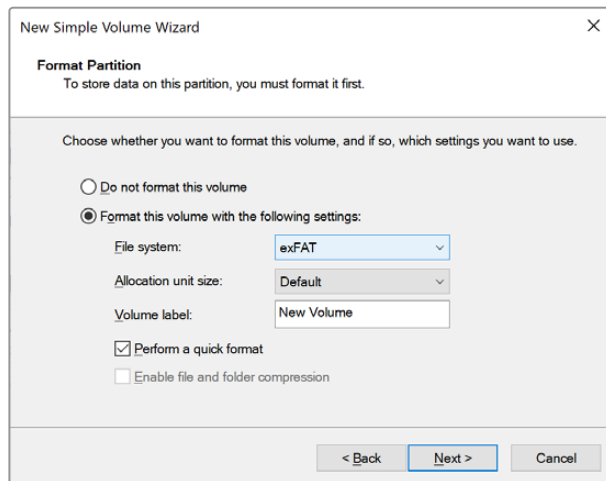 New Simple Volume Wizard
Format Partition
To store data on this partition, you must format it first.
Choose whether you want to format this volume, and if so, which settings you want to use.
Do not format this volume
Format this volume with the following settings:
File system: exFAT
Allocation unit size: Default
Volume label: New Volume
Perform a quick format
Enable file and folder compression
< Back Next > Cancel